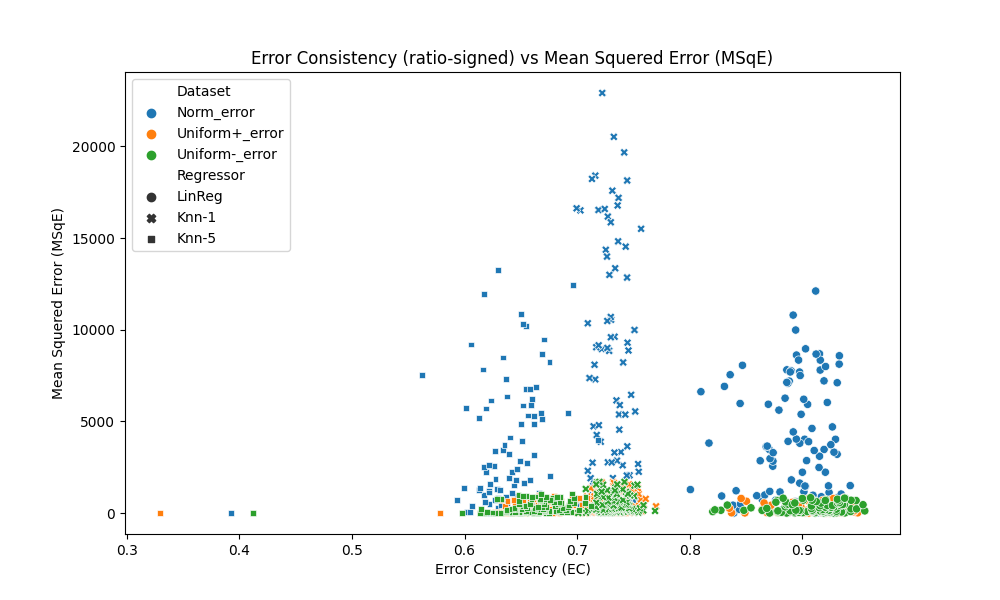 Error Consistency (ratio-signed) vs Mean Squered Error (MSqE)
Dataset
Norm_error
Uniform+_error
Uniform-_error
Regressor
LinReg
Knn-1
Knn-5
Mean Squered Error (MSqE)
20000
15000
10000
5000
0
0.3 0.4 0.5 0.6 0.7 0.8 0.9
Error Consistency (EC)